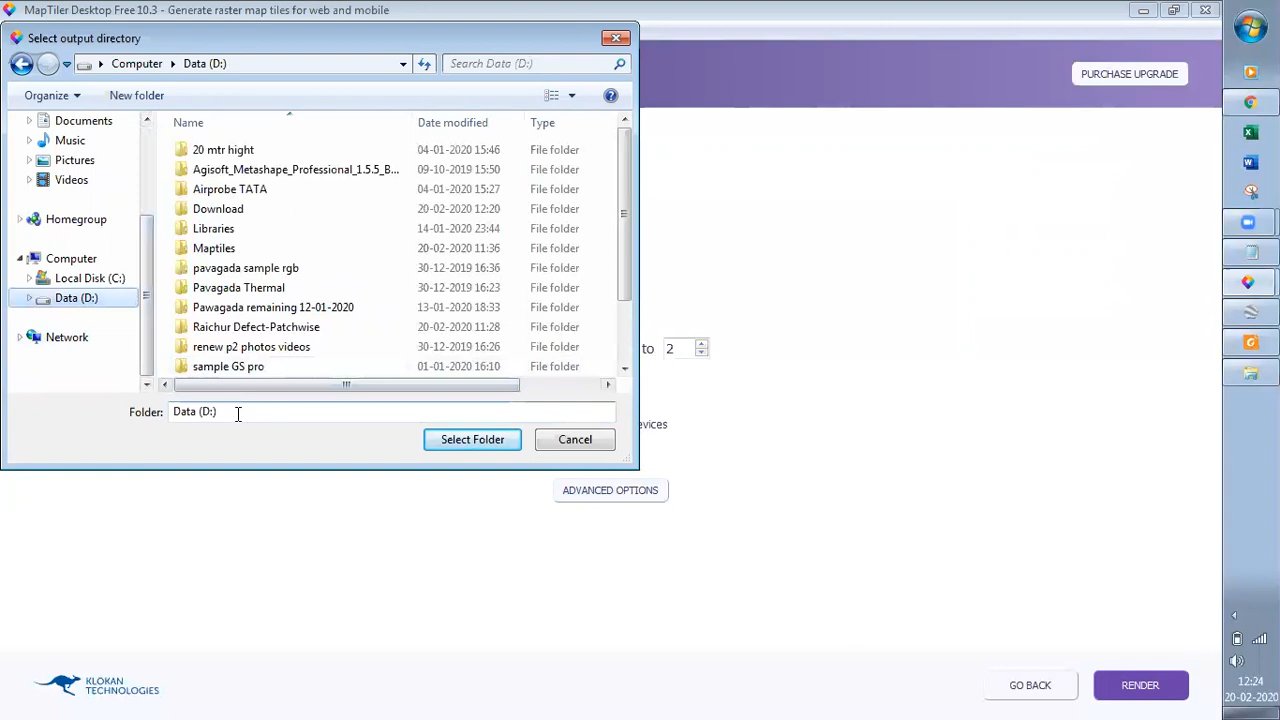 MapTiler Desktop Free 10.3 - Generate raster map tiles for web and mobile
Select output directory
Computer Data (D:)
Search Data (D:)
PURCHASE UPGRADE
Organize New folder
Documents
Music
Pictures
Videos
Homegroup
Computer
Local Disk (C:)
Data (D:)
Network
Name Date modified Type
20 mtr hight 04-01-2020 15:46 File folder
Agisoft_Metashape_Professional_1.5.5_B... 09-10-2019 15:50 File folder
Airprobe TATA 04-01-2020 15:27 File folder
Download 20-02-2020 12:20 File folder
Libraries 14-01-2020 23:44 File folder
Maptiles 20-02-2020 11:36 File folder
pavagada sample rgb 30-12-2019 16:36 File folder
Pavagada Thermal 30-12-2019 16:23 File folder
Pawagada remaining 12-01-2020 13-01-2020 18:33 File folder
Raichur Defect-Patchwise 20-02-2020 11:28 File folder
renew p2 photos videos 30-12-2019 16:26 File folder
sample GS pro 01-01-2020 16:10 File folder
to 2
Folder: Data (D:)
evices
Select Folder Cancel
ADVANCED OPTIONS
KLOKAN
TECHNOLOGIES
GO BACK
RENDER
12:24
20-02-2020